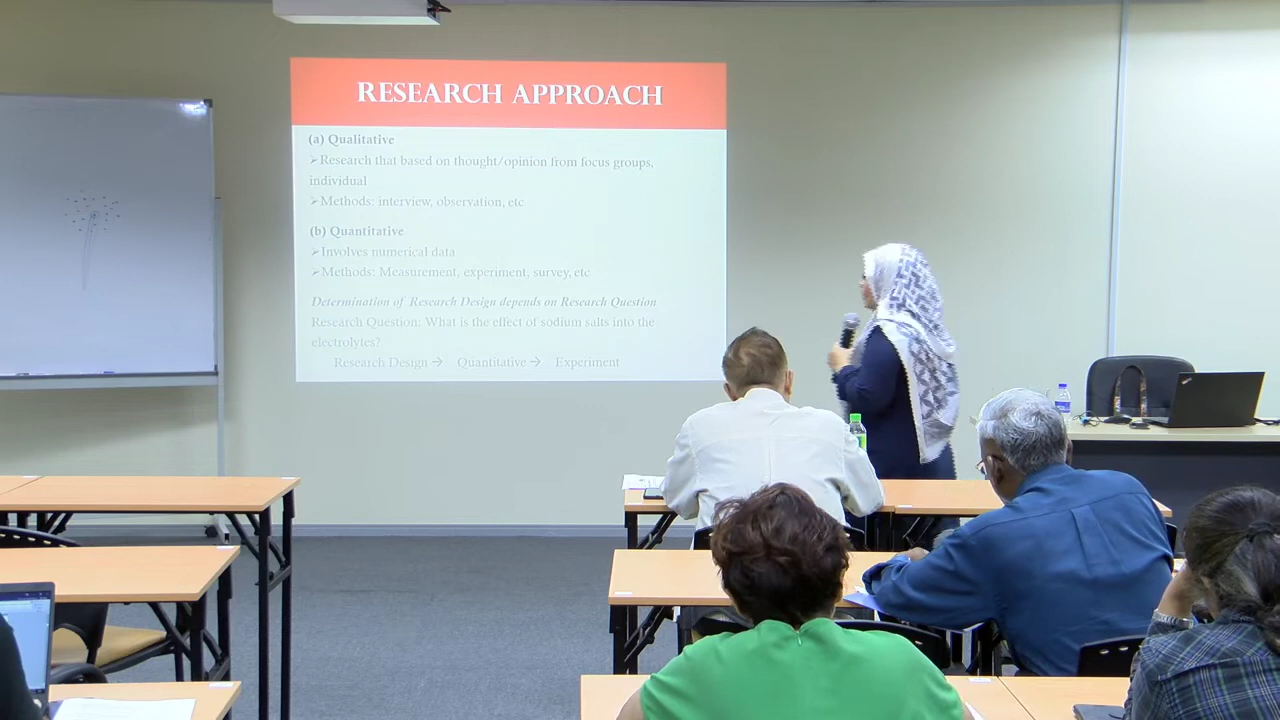 RESEARCH APPROACH
(a) Qualitative
➢Research that based on thought/opinion from focus groups,
individual
➢Methods: interview, observation, etc
(b) Quantitative
➢Involves numerical data
➢Methods: Measurement, experiment, survey, etc
Determination of Research Design depends on Research Question
Research Question: What is the effect of sodium salts into the
electrolytes?
Research Design → Quantitative → Experiment